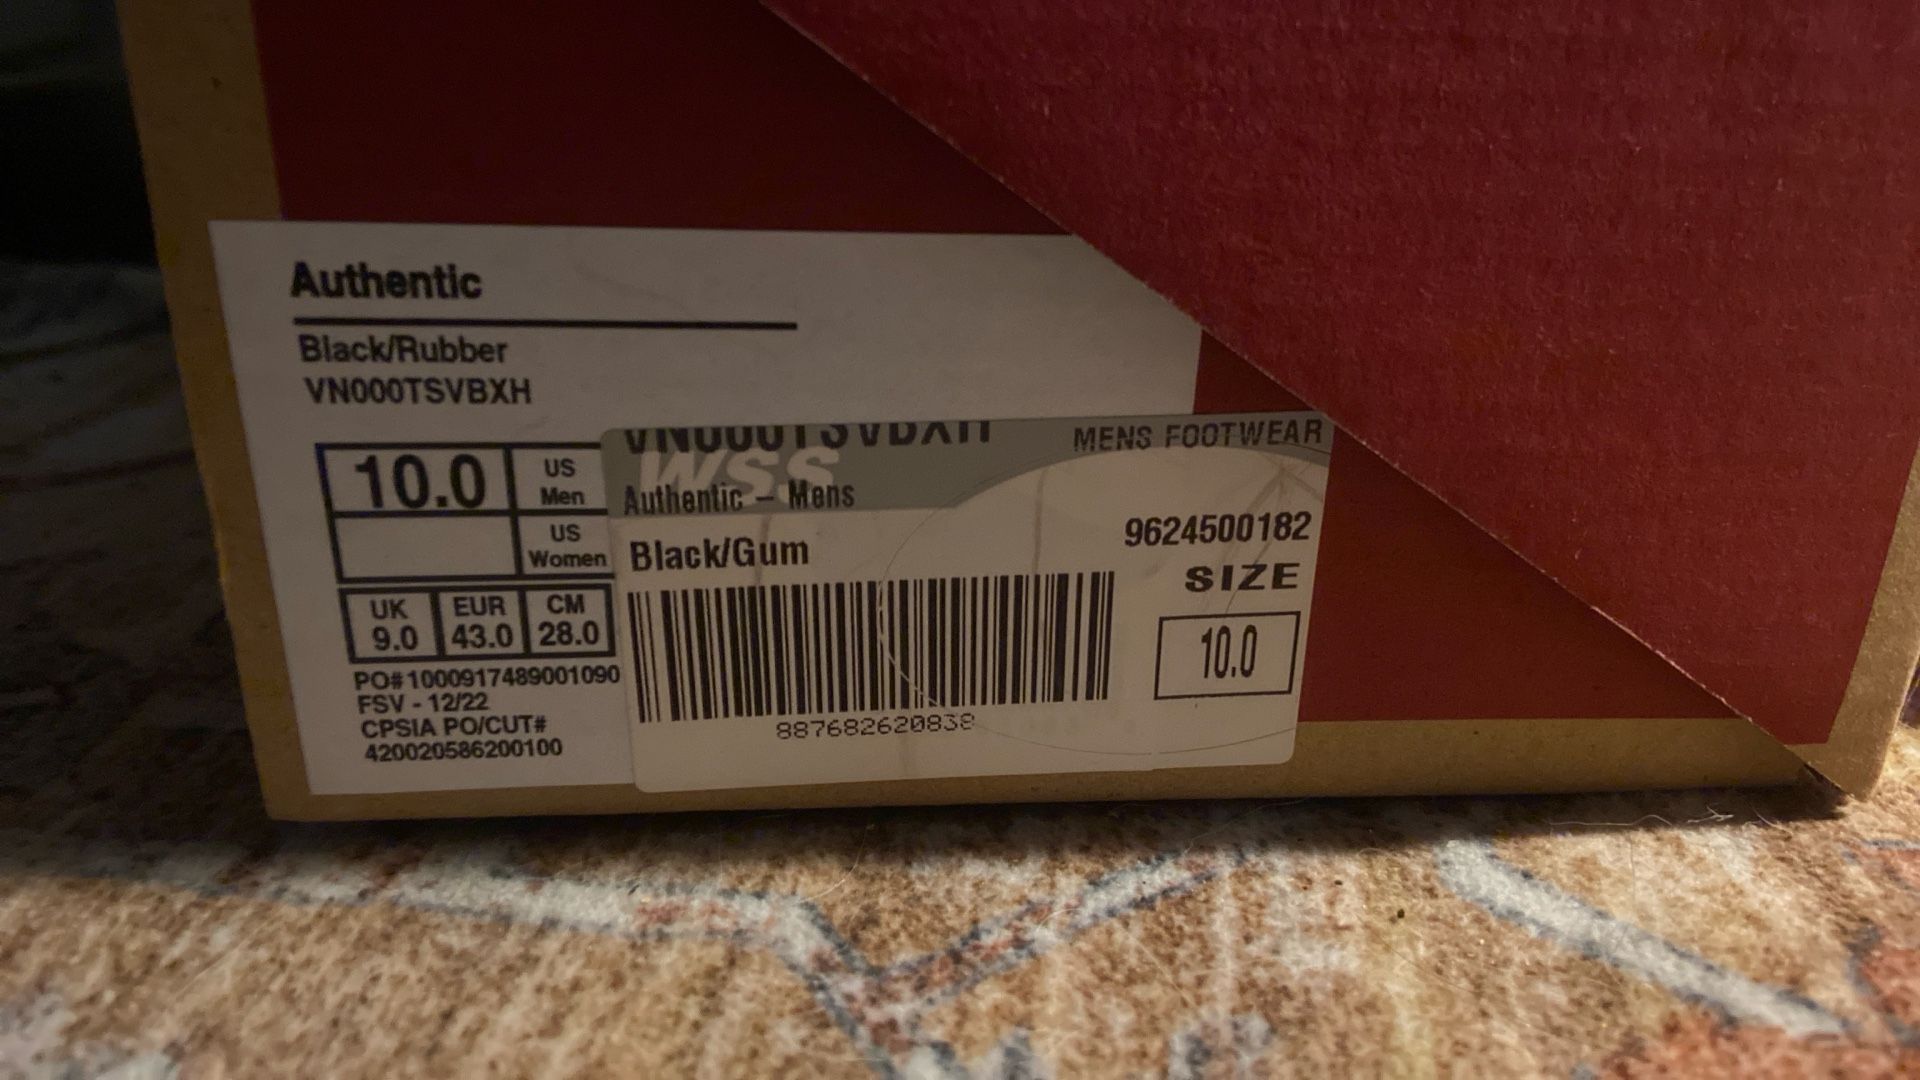 Authentic
Black/Rubber
VN000TSVBXH
10.0 US Men
US Women
UK 9.0 EUR 43.0 CM 28.0
PO# 1000917489001090
FSV - 12/22
CPSIA PO/CUT#
420020586200100
VN000TSVBXH
MENS FOOTWEAR
WSS
Authentic – Mens
9624500182
Black/Gum
SIZE
10.0
887682620838